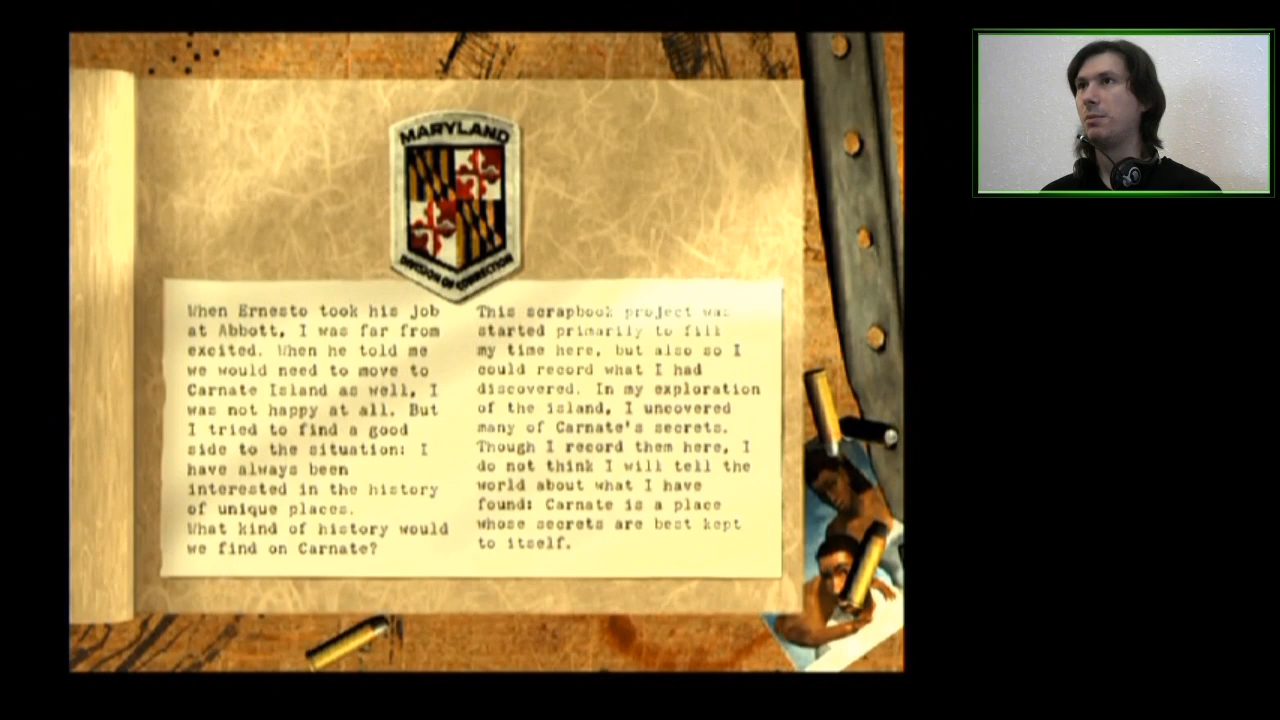 MARYLAND
DIVISION OF CORRECTION
When Ernesto took his job
at Abbott, I was far from
excited. When he told me
we would need to move to
Carnate Island as well, I
was not happy at all. But
I tried to find a good
side to the situation: I
have always been
interested in the history
of unique places.
What kind of history would
we find on Carnate?
This scrapbook project was
started primarily to fill
my time here, but also so I
could record what I had
discovered. In my exploration
of the island, I uncovered
many of Carnate's secrets.
Though I record them here, I
do not think I will tell the
world about what I have
found: Carnate is a place
whose secrets are best kept
to itself.